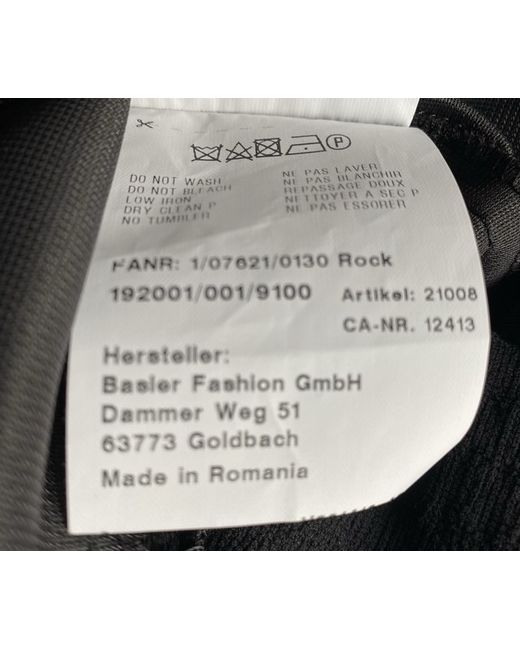 DO NOT WASH
DO NOT BLEACH
LOW IRON
DRY CLEAN P
NO TUMBLER
NE PAS LAVER
NE PAS BLANCHIR
REPASSAGE DOUX
NETTOYER A SEC P
NE PAS ESSORER
P
FANR: 1/07621/0130 Rock
192001/001/9100 Artikel: 21008
CA-NR. 12413
Hersteller:
Basler Fashion GmbH
Dammer Weg 51
63773 Goldbach
Made in Romania